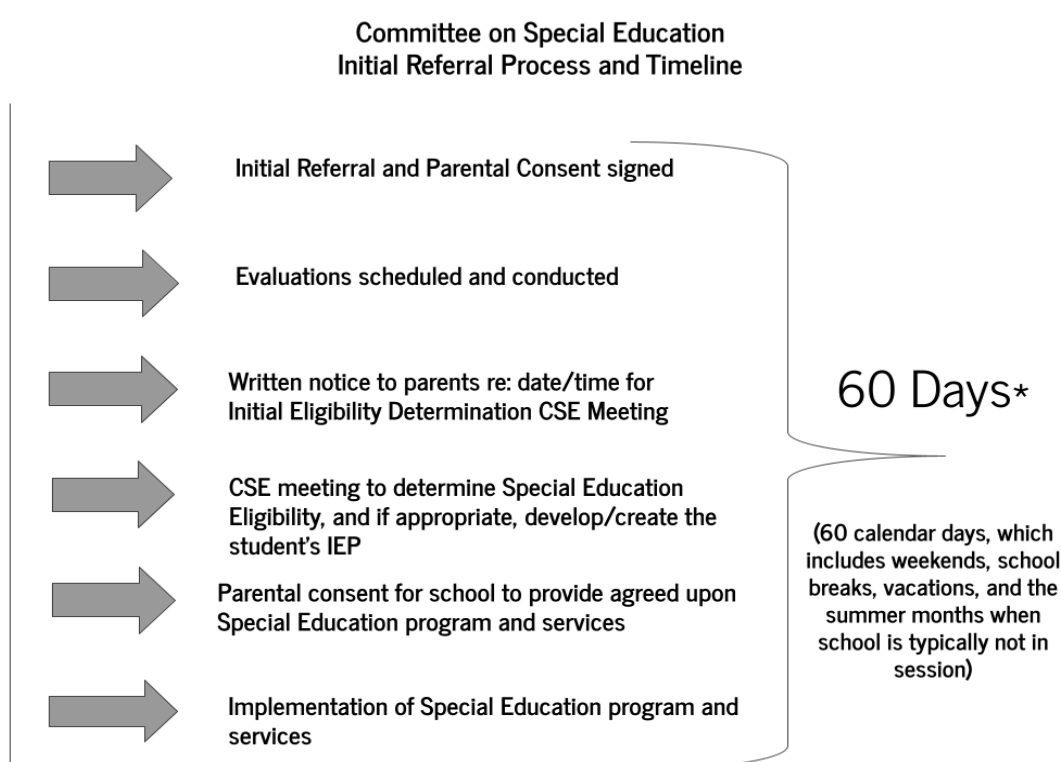 Committee on Special Education
Initial Referral Process and Timeline
Initial Referral and Parental Consent signed
Evaluations scheduled and conducted
Written notice to parents re: date/time for
Initial Eligibility Determination CSE Meeting
CSE meeting to determine Special Education
Eligibility, and if appropriate, develop/create the
student's IEP
Parental consent for school to provide agreed upon
Special Education program and services
Implementation of Special Education program and
services
60 Days*
(60 calendar days, which
includes weekends, school
breaks, vacations, and the
summer months when
school is typically not in
session)